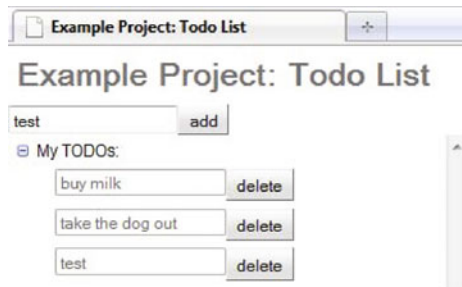 Example Project: Todo List
Example Project: Todo List
test add
My TODOs:
buy milk delete
take the dog out delete
test delete